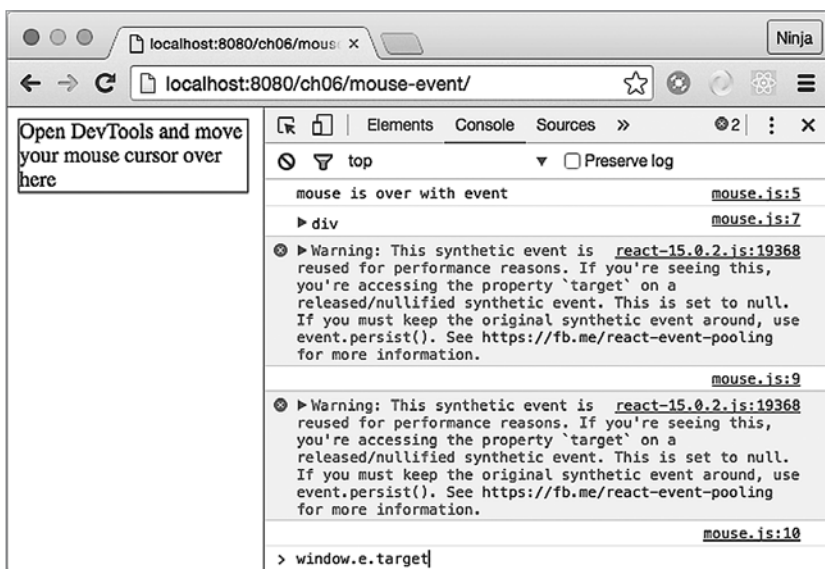 localhost:8080/ch06/mous
Ninja
localhost:8080/ch06/mouse-event/
Open DevTools and move
your mouse cursor over
here
Elements Console Sources » 2
top Preserve log
mouse is over with event mouse.js:5
div mouse.js:7
Warning: This synthetic event is react-15.0.2.js:19368
reused for performance reasons. If you're seeing this,
you're accessing the property `target` on a
released/nullified synthetic event. This is set to null.
If you must keep the original synthetic event around, use
event.persist(). See https://fb.me/react-event-pooling
for more information.
mouse.js:9
Warning: This synthetic event is react-15.0.2.js:19368
reused for performance reasons. If you're seeing this,
you're accessing the property `target` on a
released/nullified synthetic event. This is set to null.
If you must keep the original synthetic event around, use
event.persist(). See https://fb.me/react-event-pooling
for more information.
mouse.js:10
> window.e.target